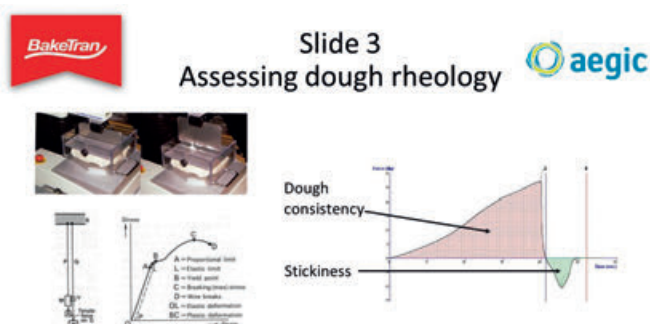 BakeTran
Slide 3
Assessing dough rheology
aegic
Dough
consistency
Stickiness
Stress
A = Proportional limit
L = Elastic limit
B = Yield point
C = Breaking (max) stress
D = Wire breaks
OL = Elastic deformation
BC = Plastic deformation